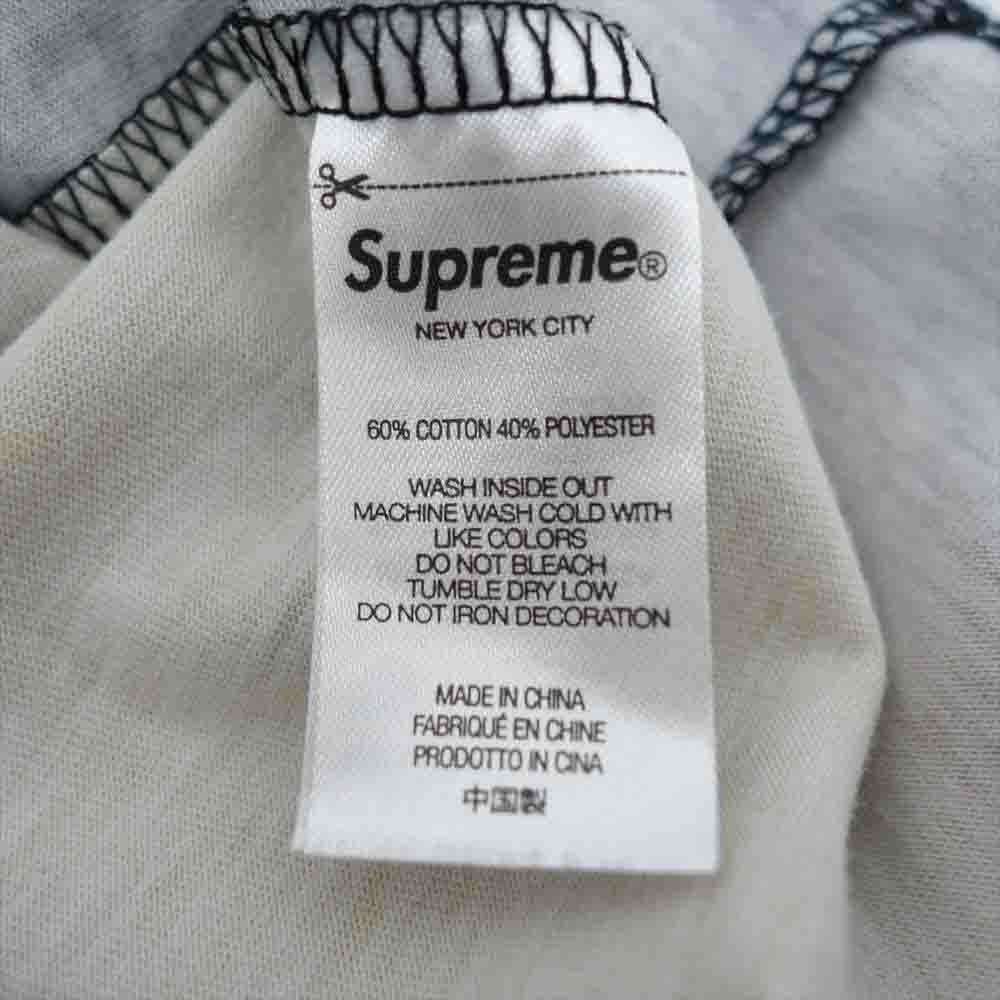 Supreme®
NEW YORK CITY
60% COTTON 40% POLYESTER
WASH INSIDE OUT
MACHINE WASH COLD WITH
LIKE COLORS
DO NOT BLEACH
TUMBLE DRY LOW
DO NOT IRON DECORATION
MADE IN CHINA
FABRIQUÉ EN CHINE
PRODOTTO IN CINA
中国製